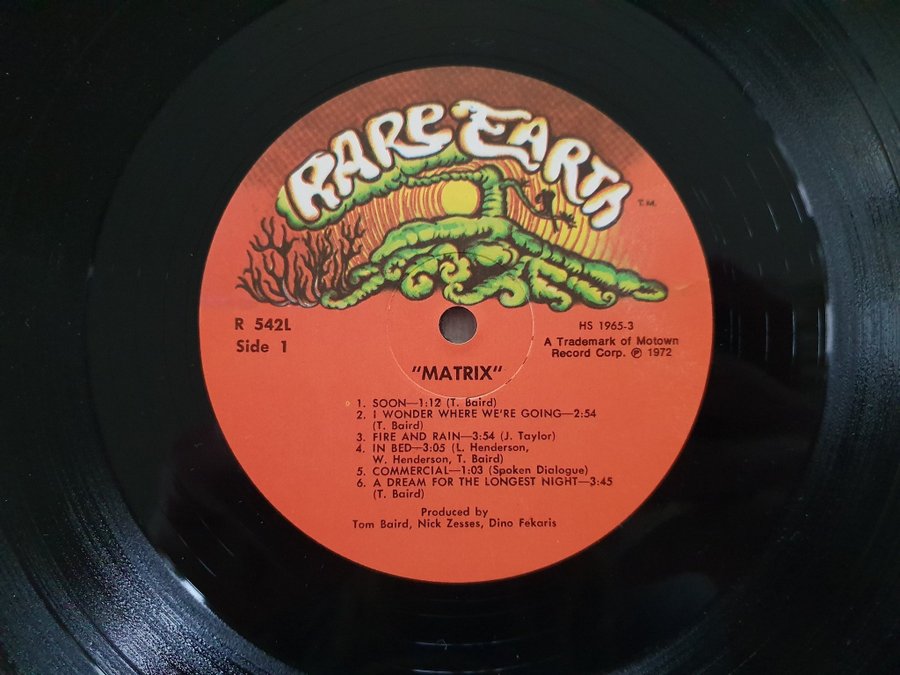 RARE EARTH
T.M.
R 542L
Side 1
HS 1965-3
A Trademark of Motown
Record Corp. ℗ 1972
"MATRIX"
1. SOON—1:12 (T. Baird)
2. I WONDER WHERE WE'RE GOING—2:54
(T. Baird)
3. FIRE AND RAIN—3:54 (J. Taylor)
4. IN BED—3:05 (L. Henderson,
W. Henderson, T. Baird)
5. COMMERCIAL—1:03 (Spoken Dialogue)
6. A DREAM FOR THE LONGEST NIGHT—3:45
(T. Baird)
Produced by
Tom Baird, Nick Zesses, Dino Fekaris